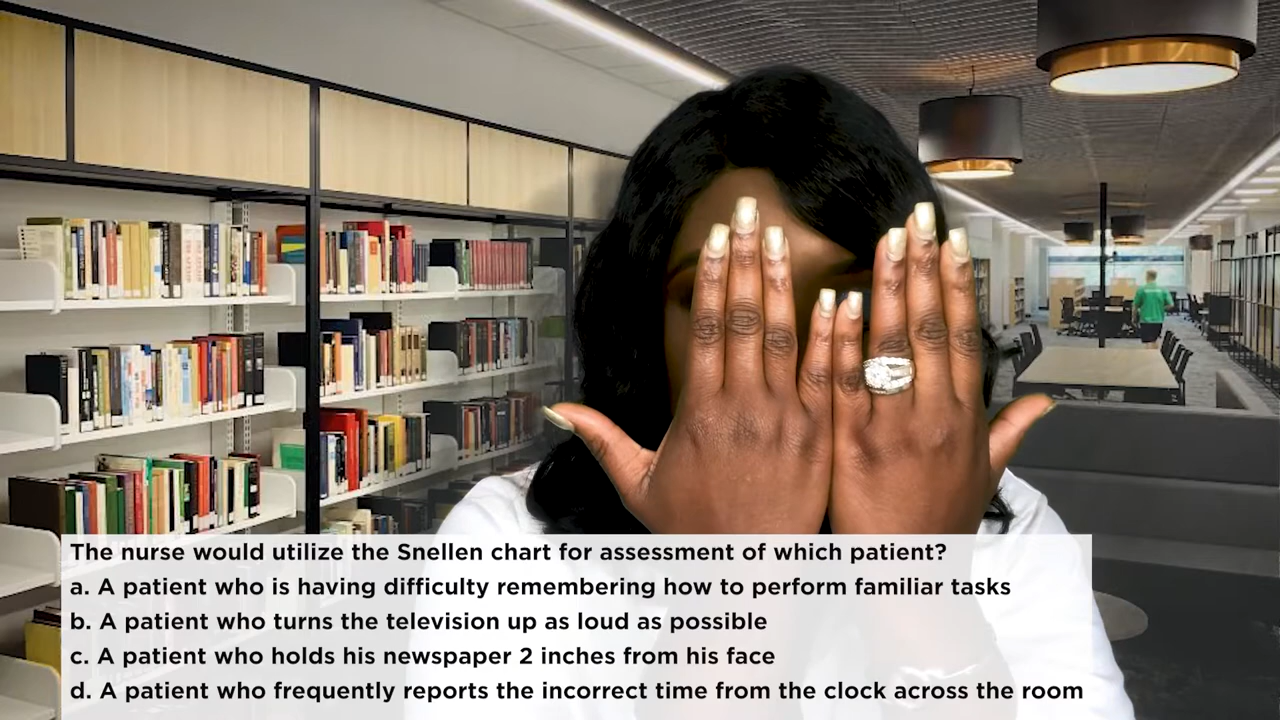 The nurse would utilize the Snellen chart for assessment of which patient?
a. A patient who is having difficulty remembering how to perform familiar tasks
b. A patient who turns the television up as loud as possible
c. A patient who holds his newspaper 2 inches from his face
d. A patient who frequently reports the incorrect time from the clock across the room